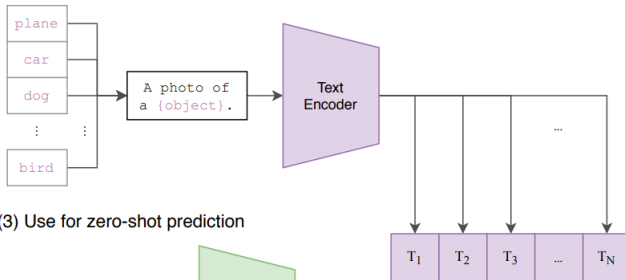 plane
car
dog
⋮ ⋮
bird
A photo of
a {object}.
Text
Encoder
...
(3) Use for zero-shot prediction
T1 T2 T3 ... TN